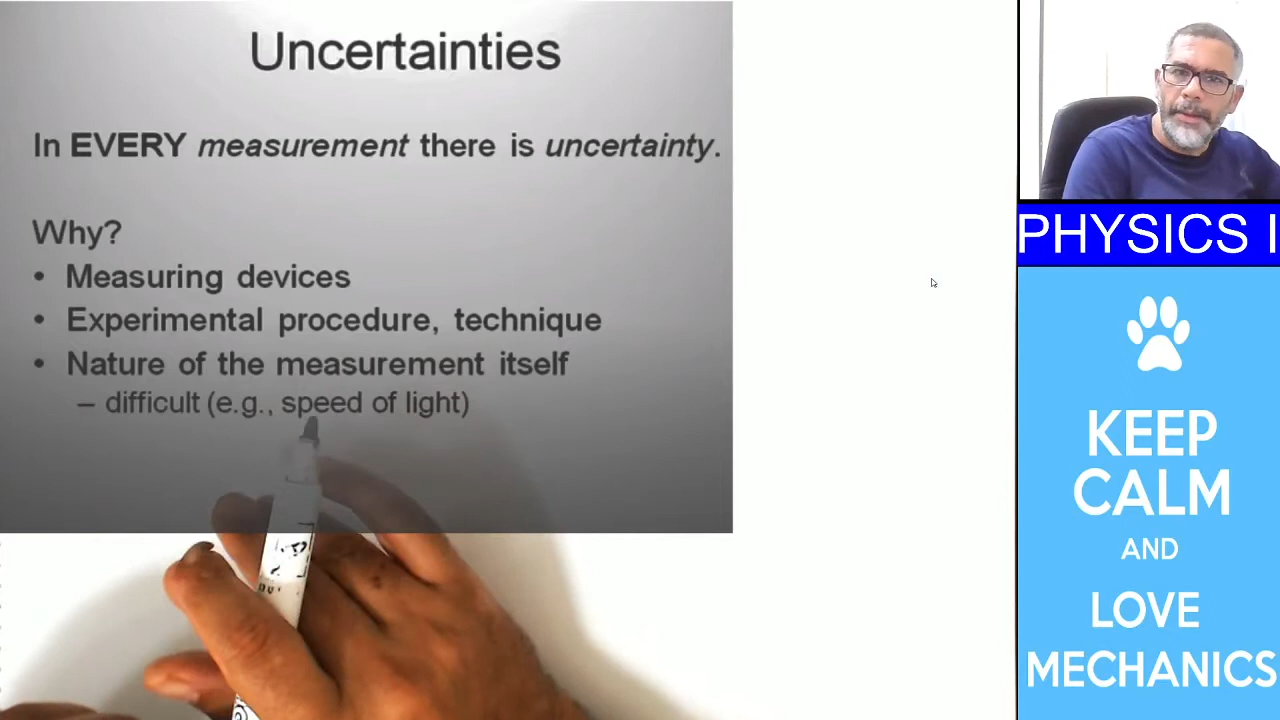 Uncertainties
In EVERY measurement there is uncertainty.
Why?
• Measuring devices
• Experimental procedure, technique
• Nature of the measurement itself
– difficult (e.g., speed of light)
PHYSICS I
KEEP
CALM
AND
LOVE
MECHANICS